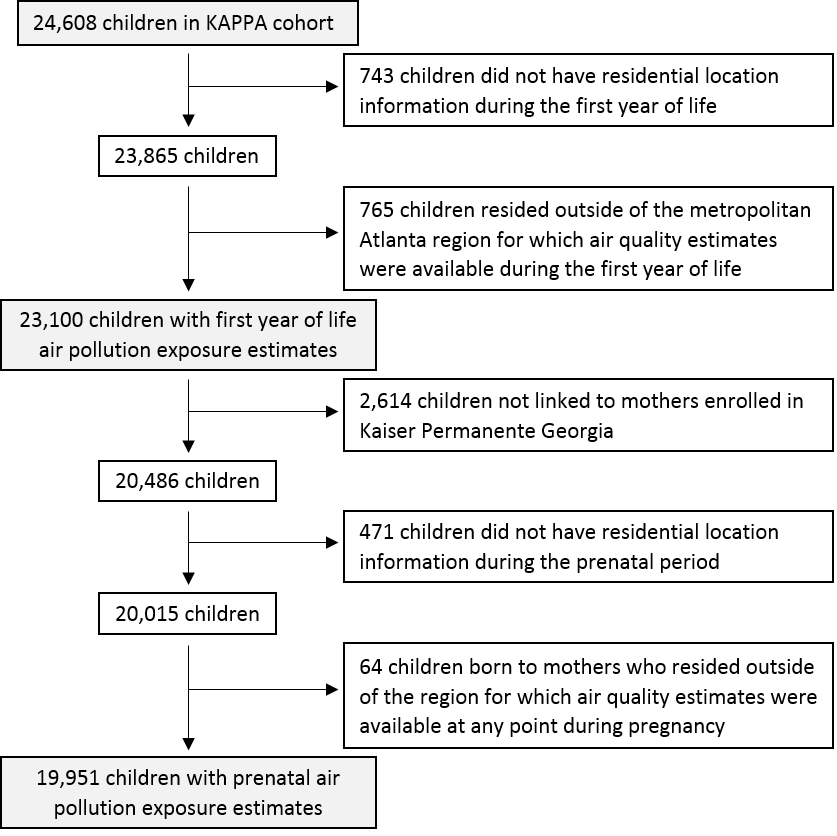 24,608 children in KAPPA cohort
743 children did not have residential location
information during the first year of life
23,865 children
765 children resided outside of the metropolitan
Atlanta region for which air quality estimates
were available during the first year of life
23,100 children with first year of life
air pollution exposure estimates
2,614 children not linked to mothers enrolled in
Kaiser Permanente Georgia
20,486 children
471 children did not have residential location
information during the prenatal period
20,015 children
64 children born to mothers who resided outside
of the region for which air quality estimates were
available at any point during pregnancy
19,951 children with prenatal air
pollution exposure estimates